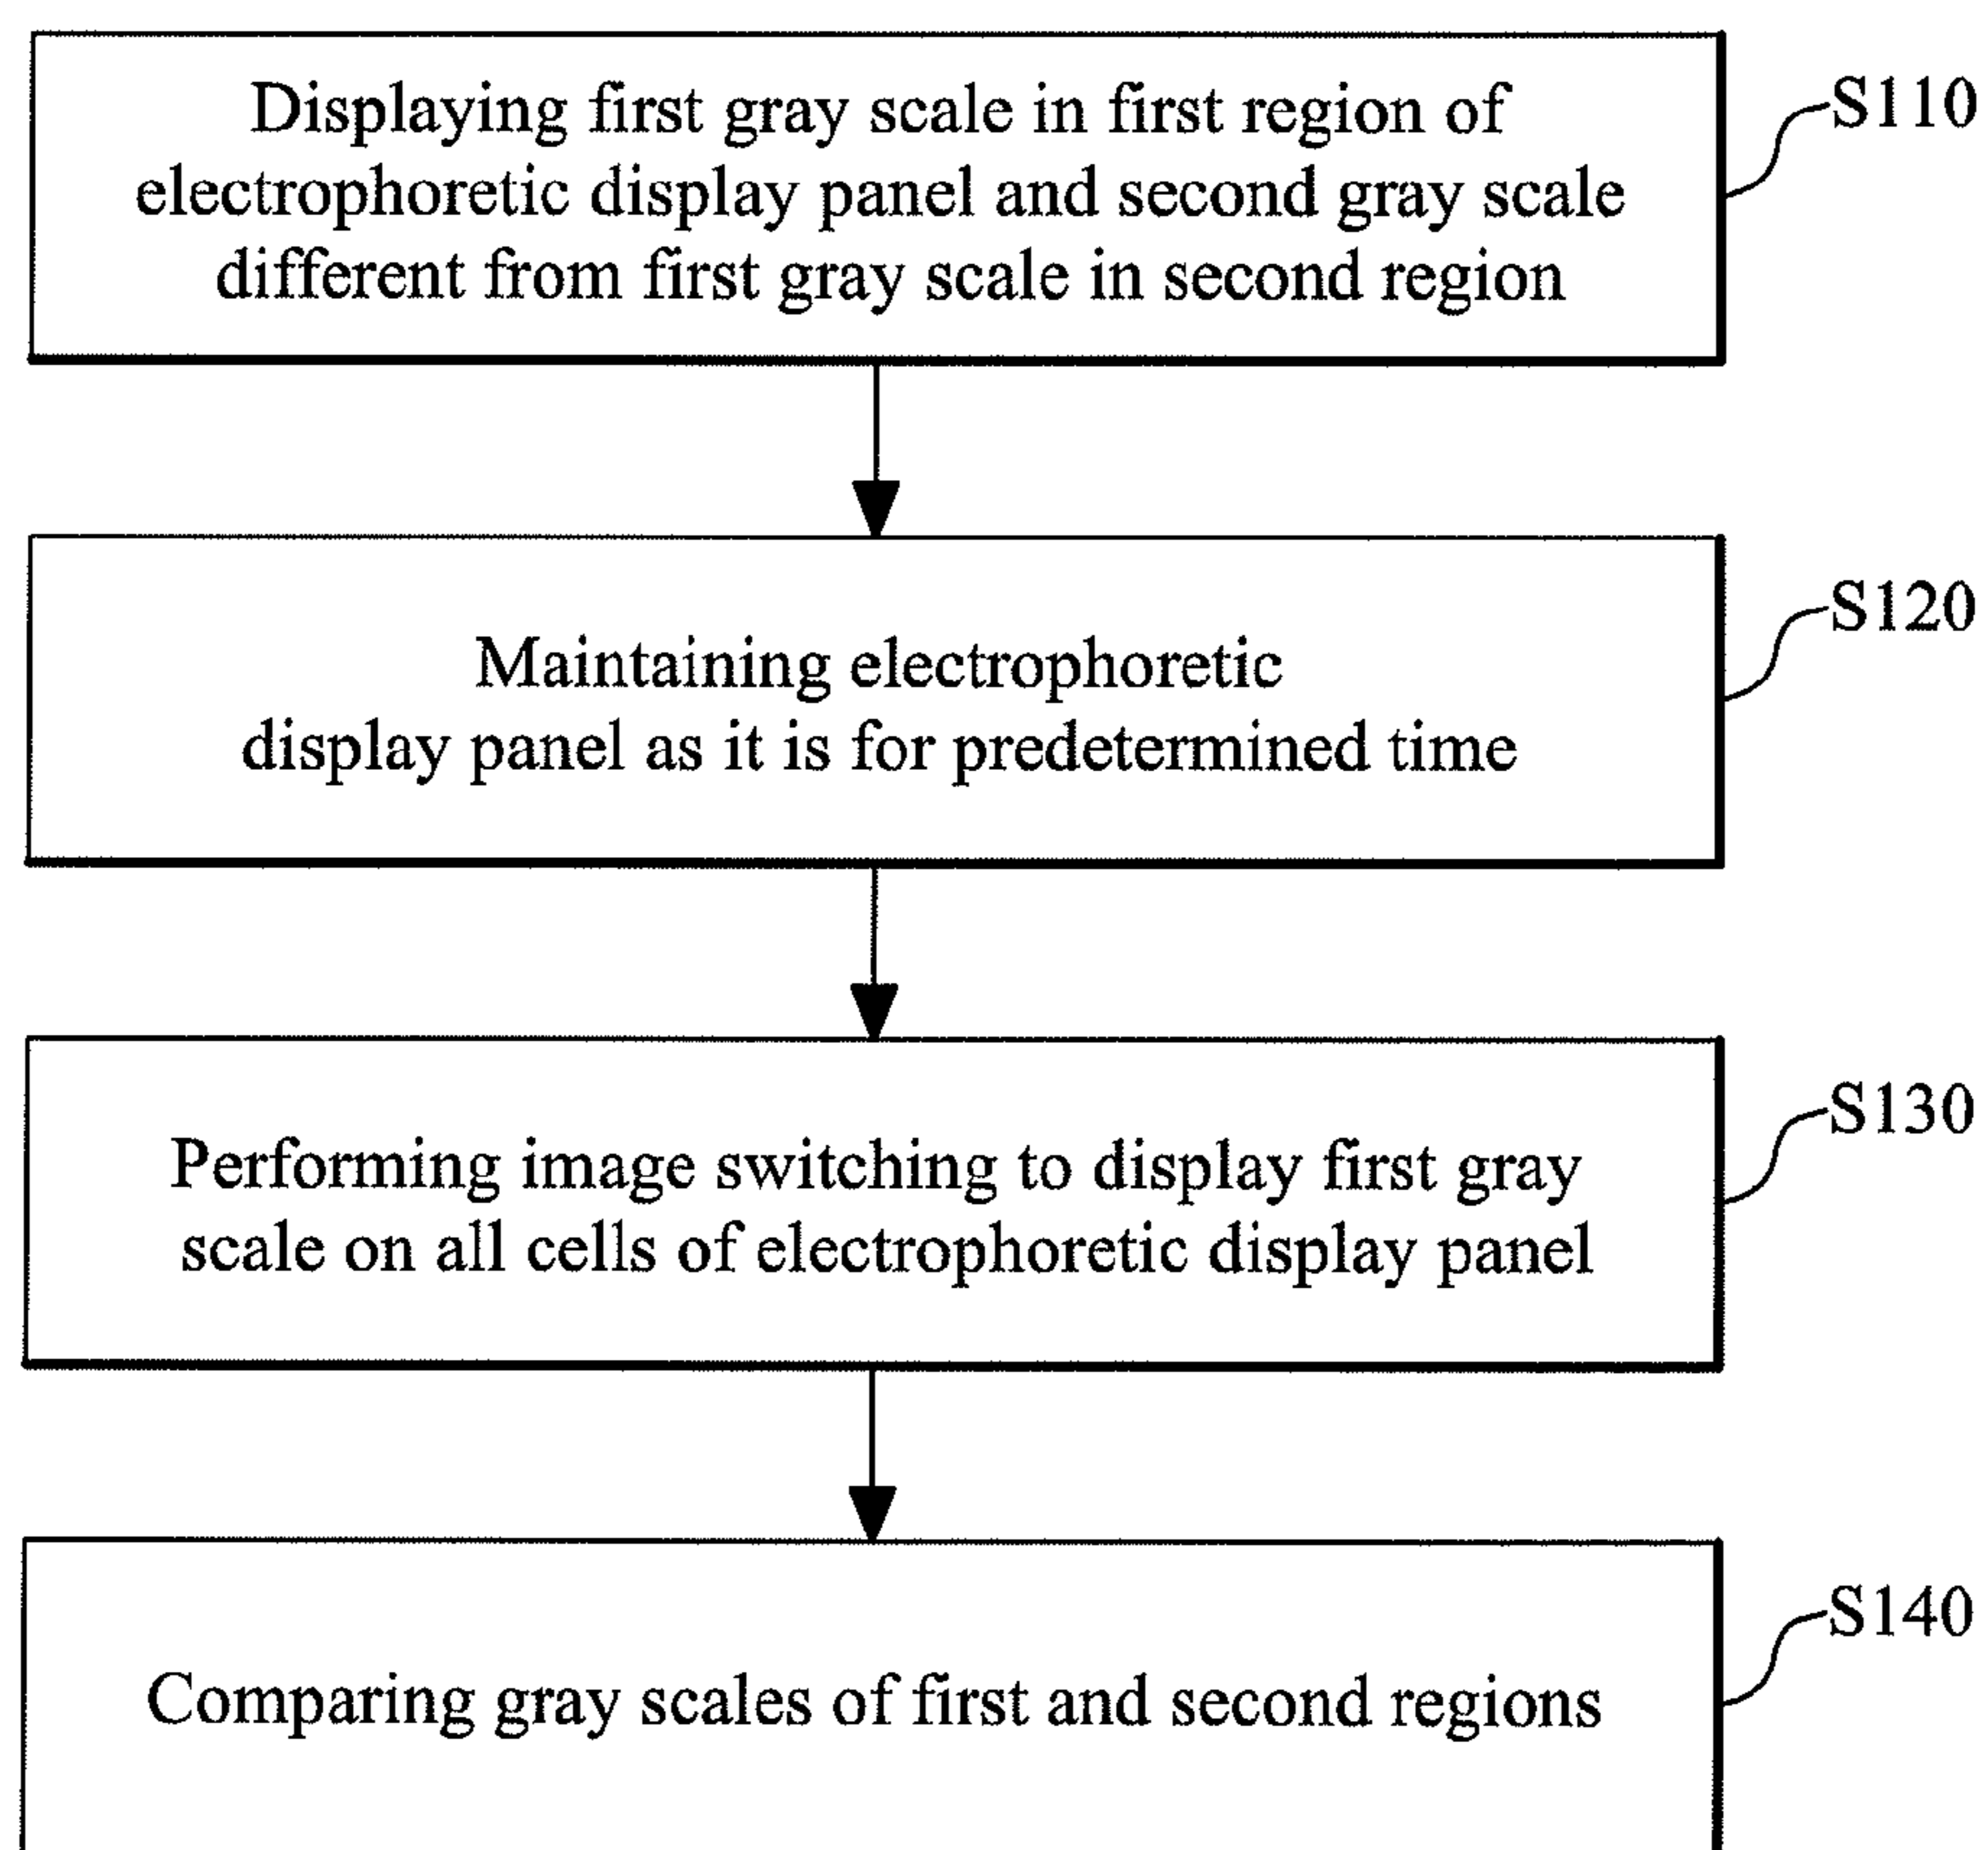 Displaying first gray scale in first region of
electrophoretic display panel and second gray scale
different from first gray scale in second region
S110
Maintaining electrophoretic
display panel as it is for predetermined time
S120
Performing image switching to display first gray
scale on all cells of electrophoretic display panel
S130
Comparing gray scales of first and second regions
S140